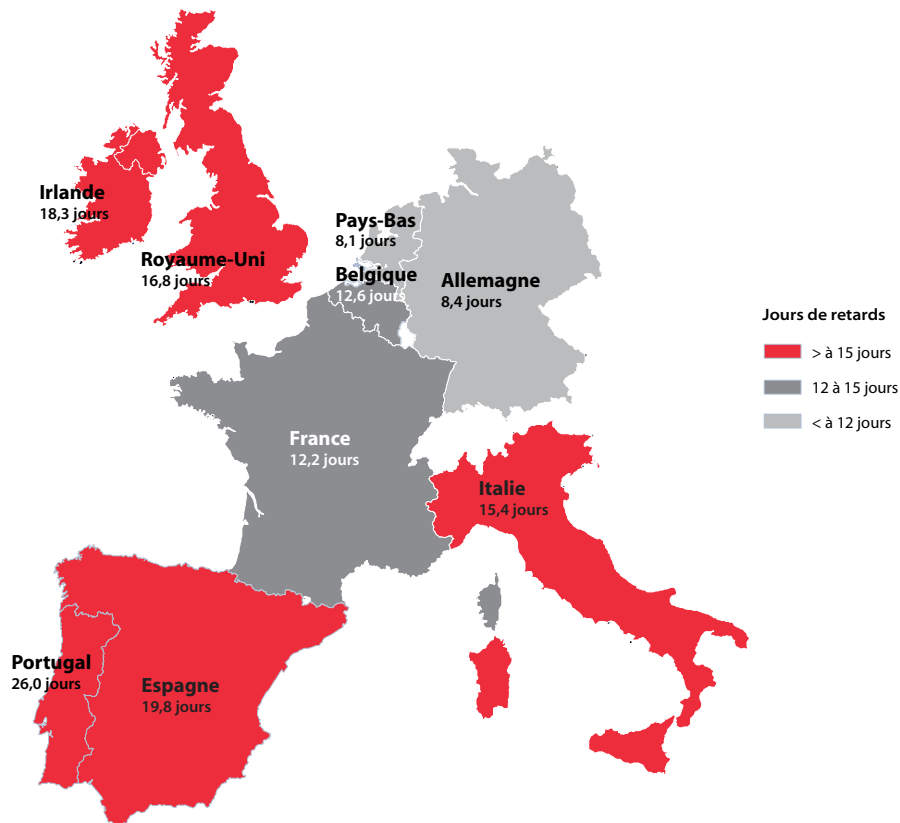 Irlande
18,3 jours
Royaume-Uni
16,8 jours
Pays-Bas
8,1 jours
Belgique
12,6 jours
Allemagne
8,4 jours
Jours de retards
> à 15 jours
12 à 15 jours
< à 12 jours
France
12,2 jours
Italie
15,4 jours
Portugal
26,0 jours
Espagne
19,8 jours